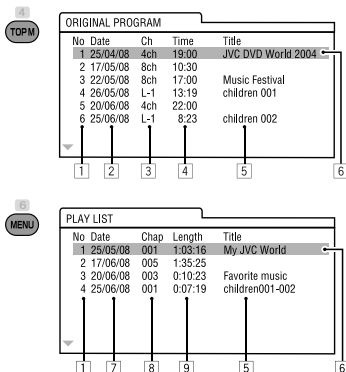 4
TOP M
ORIGINAL PROGRAM
No Date Ch Time Title
1 25/04/08 4ch 19:00 JVC DVD World 2004
2 17/05/08 8ch 10:30
3 22/05/08 8ch 17:00 Music Festival
4 26/05/08 L-1 13:19 children 001
5 20/06/08 4ch 22:00
6 25/06/08 L-1 8:23 children 002
1 2 3 4 5 6
6
MENU
PLAY LIST
No Date Chap Length Title
1 25/05/08 001 1:03:16 My JVC World
2 17/06/08 005 1:35:25
3 20/06/08 003 0:10:23 Favorite music
4 25/06/08 001 0:07:19 children001-002
1 7 8 9 5 6